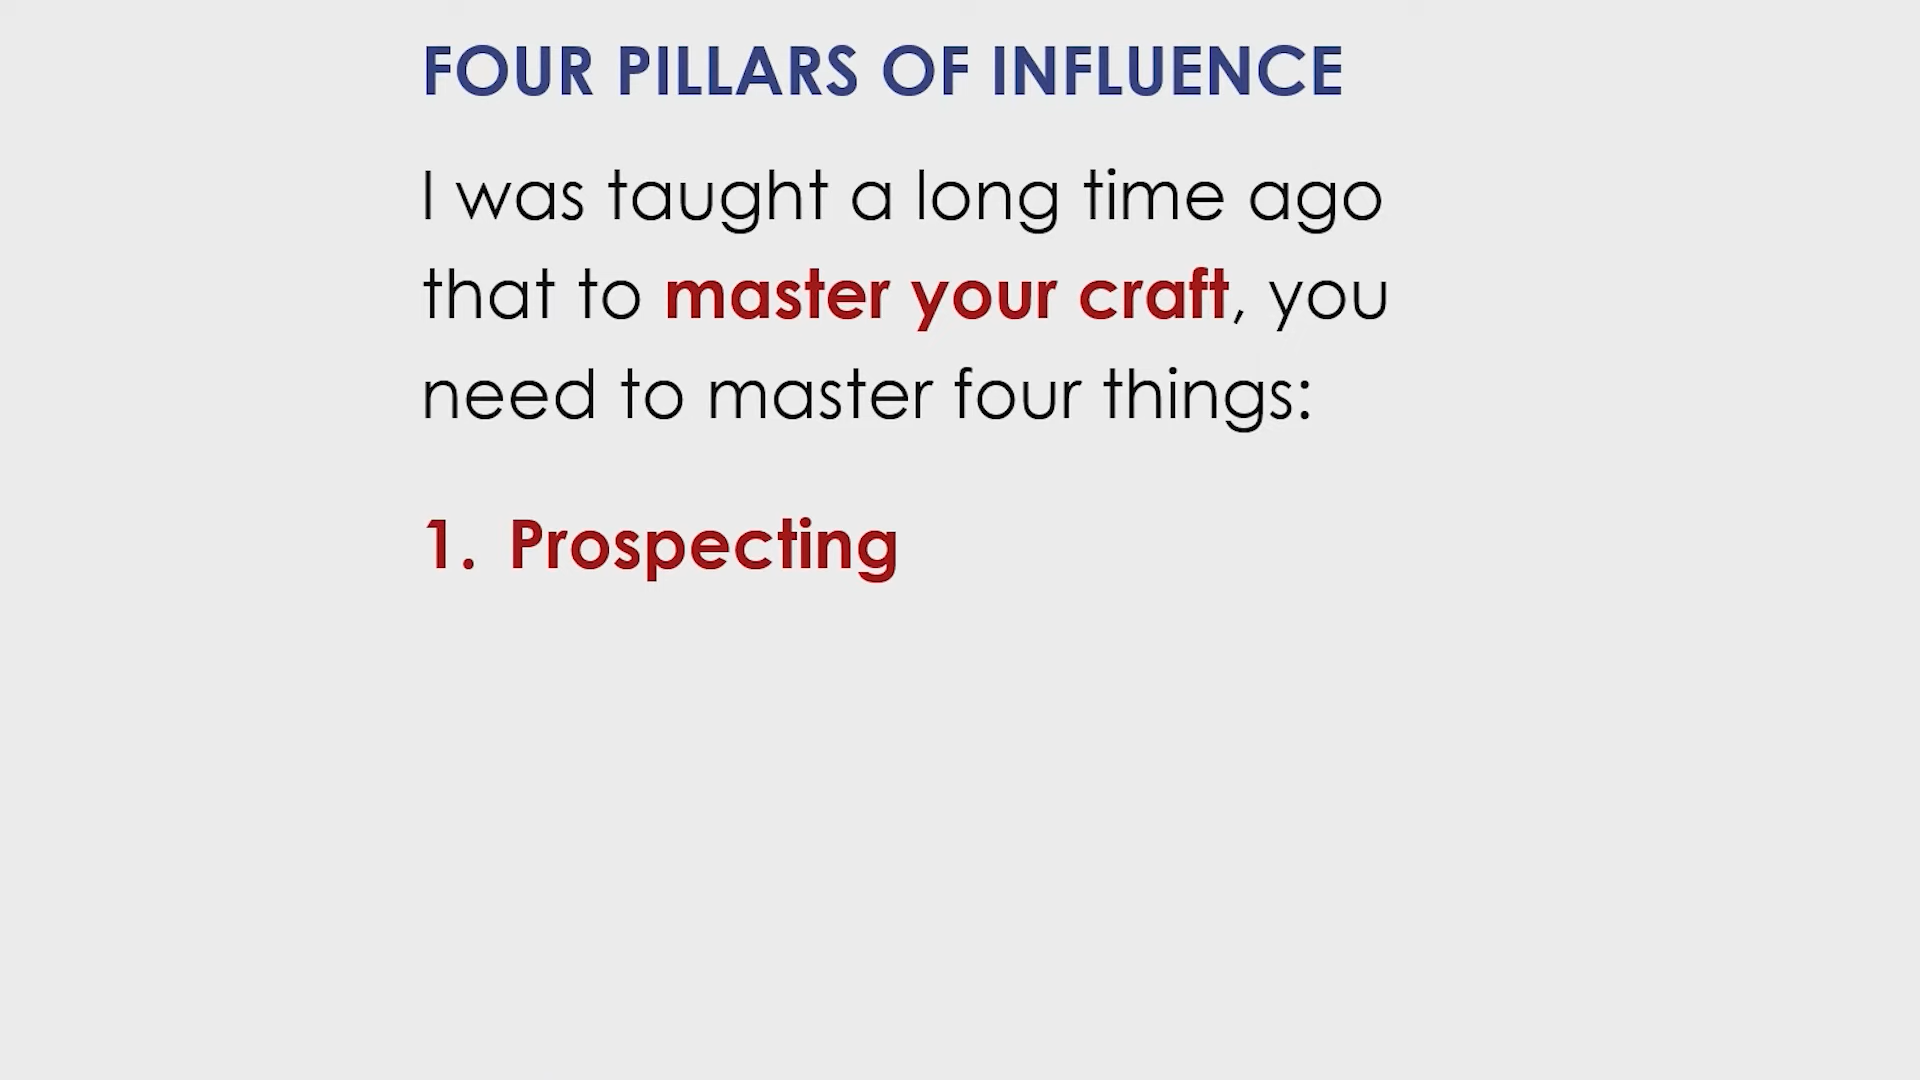 FOUR PILLARS OF INFLUENCE
I was taught a long time ago
that to master your craft, you
need to master four things:
1. Prospecting